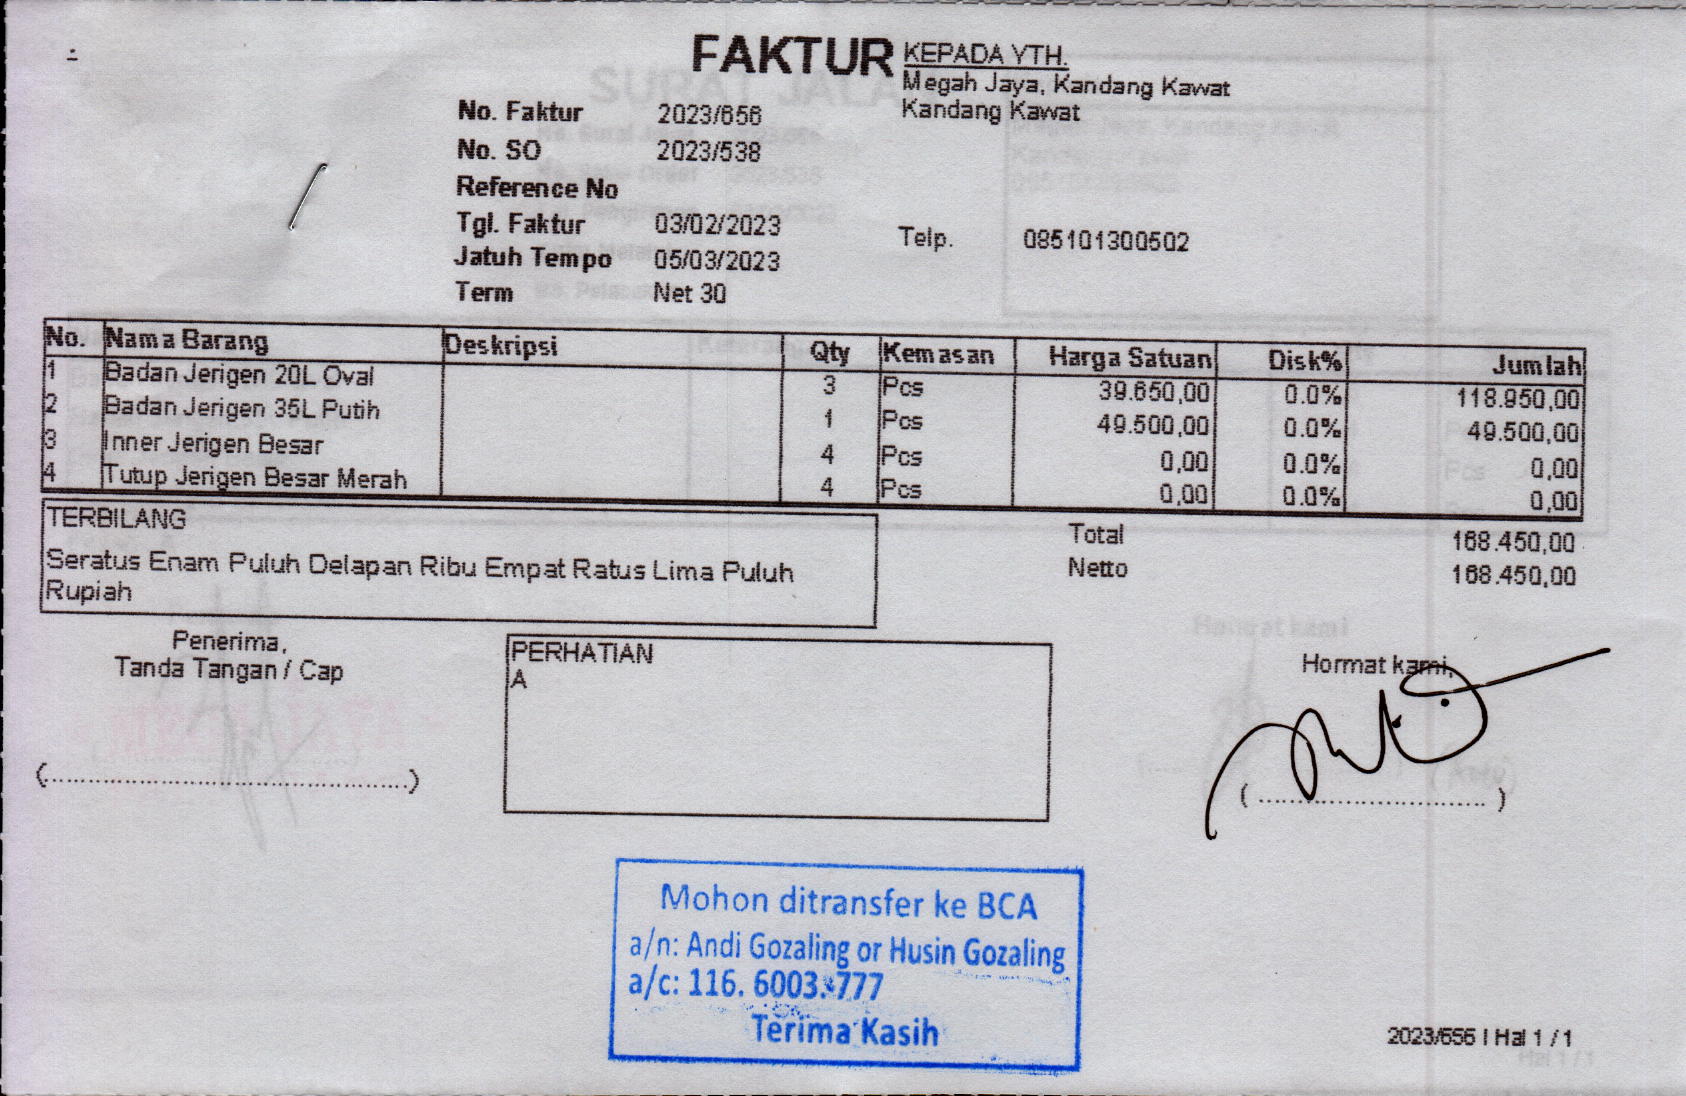 FAKTUR
KEPADA YTH.
Megah Jaya, Kandang Kawat
Kandang Kawat
No. Faktur 2023/656
No. SO 2023/538
Reference No
Tgl. Faktur 03/02/2023
Telp. 085101300502
Jatuh Tempo 05/03/2023
Term Net 30
No. Nama Barang Deskripsi Qty Kemasan Harga Satuan Disk% Jumlah
1 Badan Jerigen 20L Oval 3 Pcs 39.650,00 0.0% 118.950,00
2 Badan Jerigen 35L Putih 1 Pcs 49.500,00 0.0% 49.500,00
3 Inner Jerigen Besar 4 Pcs 0,00 0.0% 0,00
4 Tutup Jerigen Besar Merah 4 Pcs 0,00 0.0% 0,00
TERBILANG
Seratus Enam Puluh Delapan Ribu Empat Ratus Lima Puluh
Rupiah
Total 168.450,00
Netto 168.450,00
Penerima,
Tanda Tangan / Cap
(....................................................)
PERHATIAN
A
Hormat kami,
( ................................. )
Mohon ditransfer ke BCA
a/n: Andi Gozaling or Husin Gozaling
a/c: 116. 6003. 777
Terima Kasih
2023/656 | Hal 1 / 1